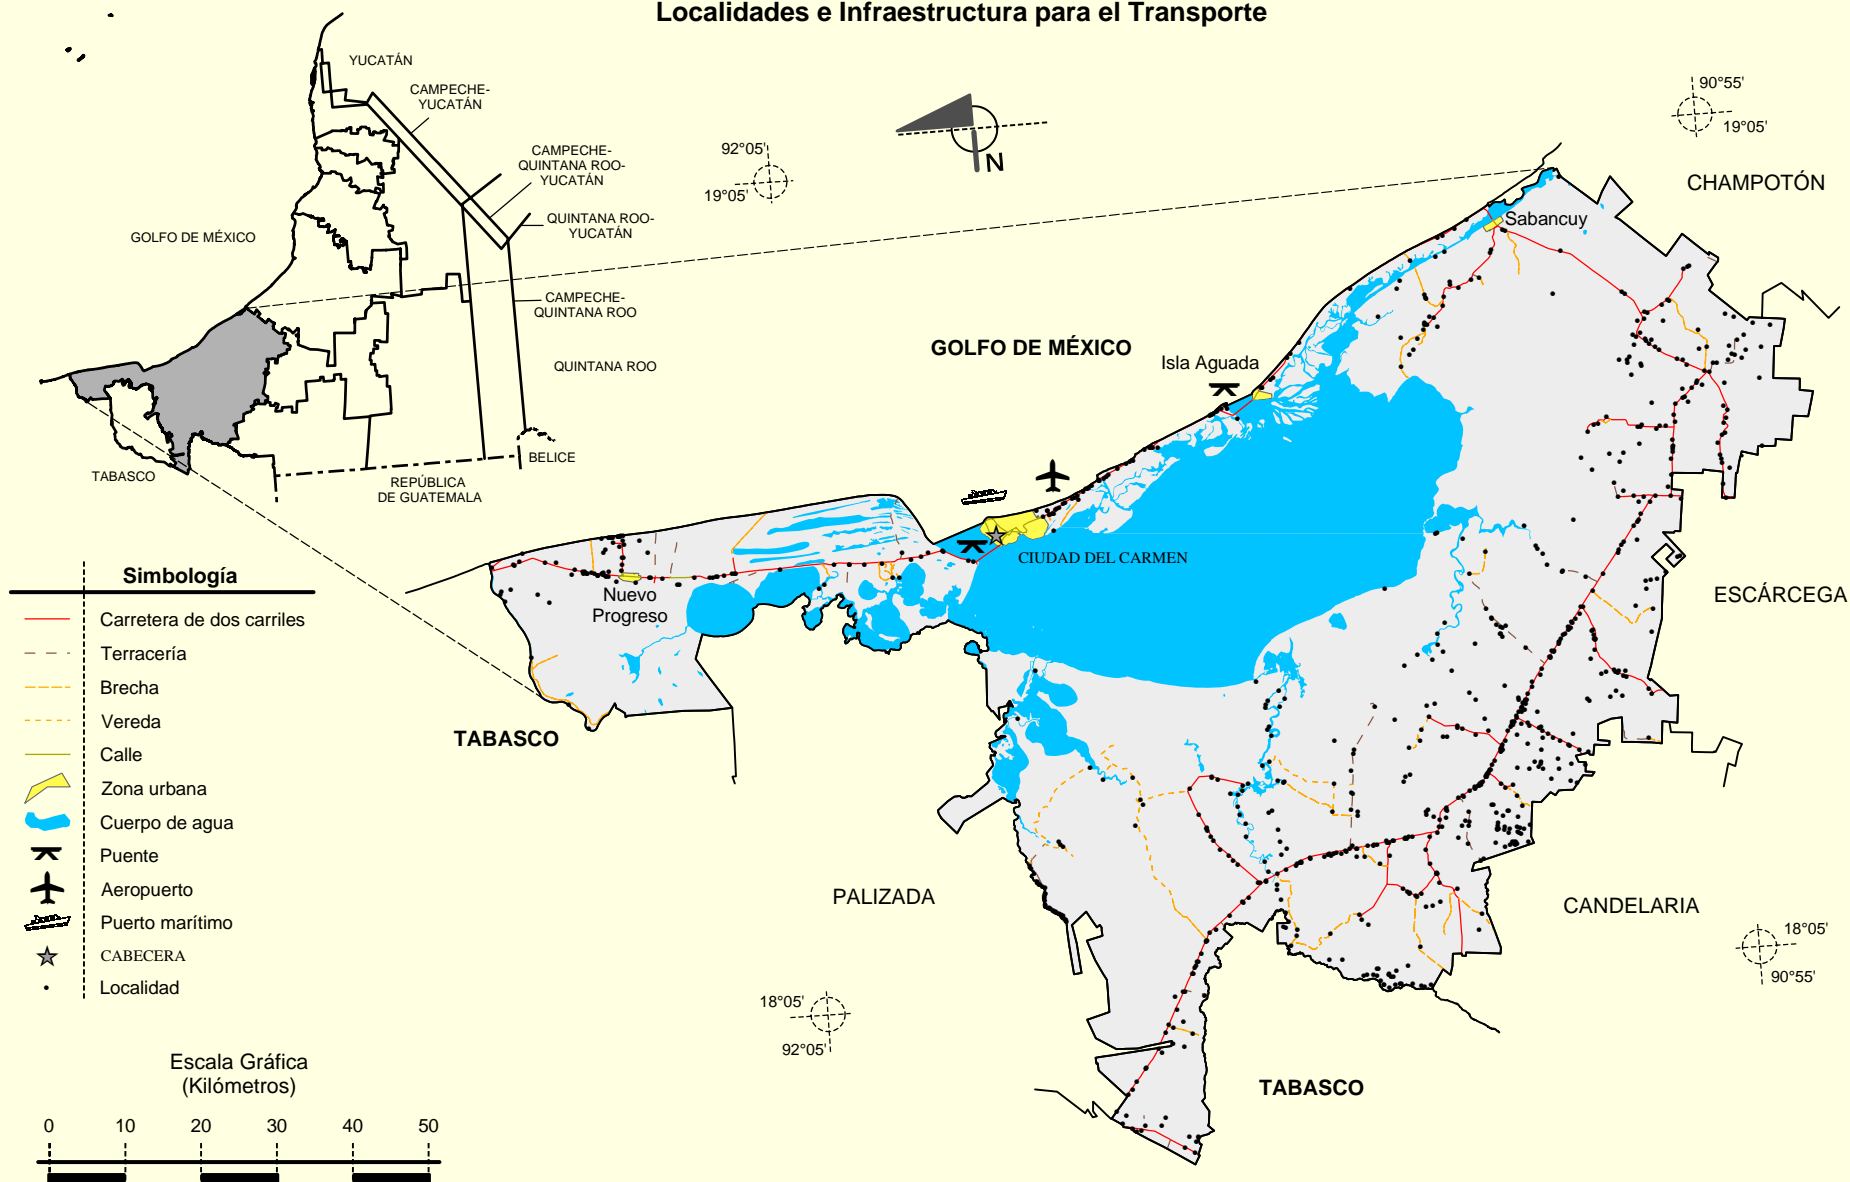 Localidades e Infraestructura para el Transporte
YUCATÁN
CAMPECHE-
YUCATÁN
CAMPECHE-
QUINTANA ROO-
YUCATÁN
QUINTANA ROO-
YUCATÁN
GOLFO DE MÉXICO
CAMPECHE-
QUINTANA ROO
QUINTANA ROO
BELICE
REPÚBLICA
DE GUATEMALA
TABASCO
92°05'
19°05'
N
90°55'
19°05'
CHAMPOTÓN
Sabancuy
GOLFO DE MÉXICO
Isla Aguada
CIUDAD DEL CARMEN
Nuevo
Progreso
ESCÁRCEGA
TABASCO
PALIZADA
CANDELARIA
18°05'
90°55'
18°05'
92°05'
TABASCO
Simbología
Carretera de dos carriles
Terracería
Brecha
Vereda
Calle
Zona urbana
Cuerpo de agua
Puente
Aeropuerto
Puerto marítimo
CABECERA
Localidad
Escala Gráfica
(Kilómetros)
0 10 20 30 40 50